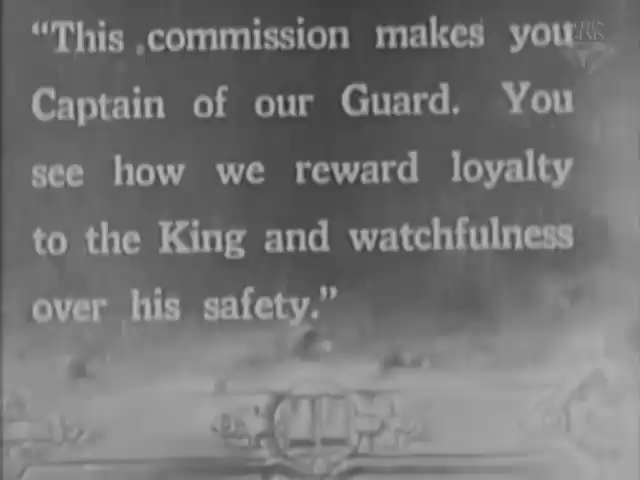 “This commission makes you
Captain of our Guard. You
see how we reward loyalty
to the King and watchfulness
over his safety.”